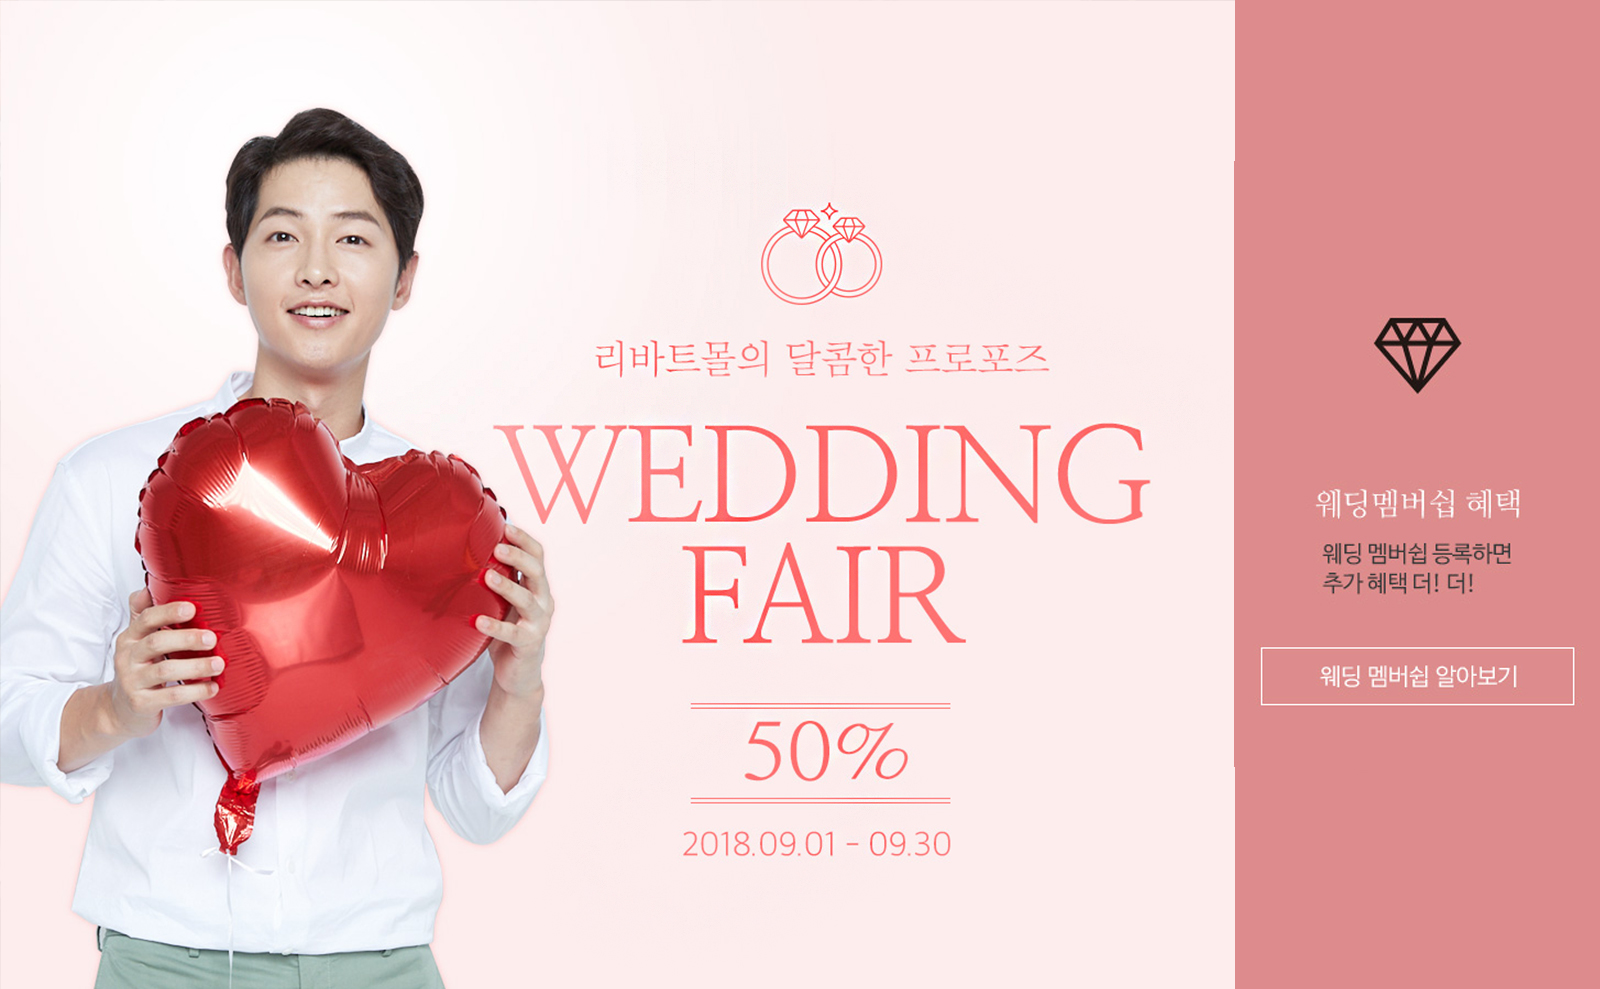 리바트몰의 달콤한 프로포즈
WEDDING
FAIR
50%
2018.09.01 - 09.30
웨딩멤버쉽 혜택
웨딩 멤버쉽 등록하면
추가 혜택 더! 더!
웨딩 멤버쉽 알아보기